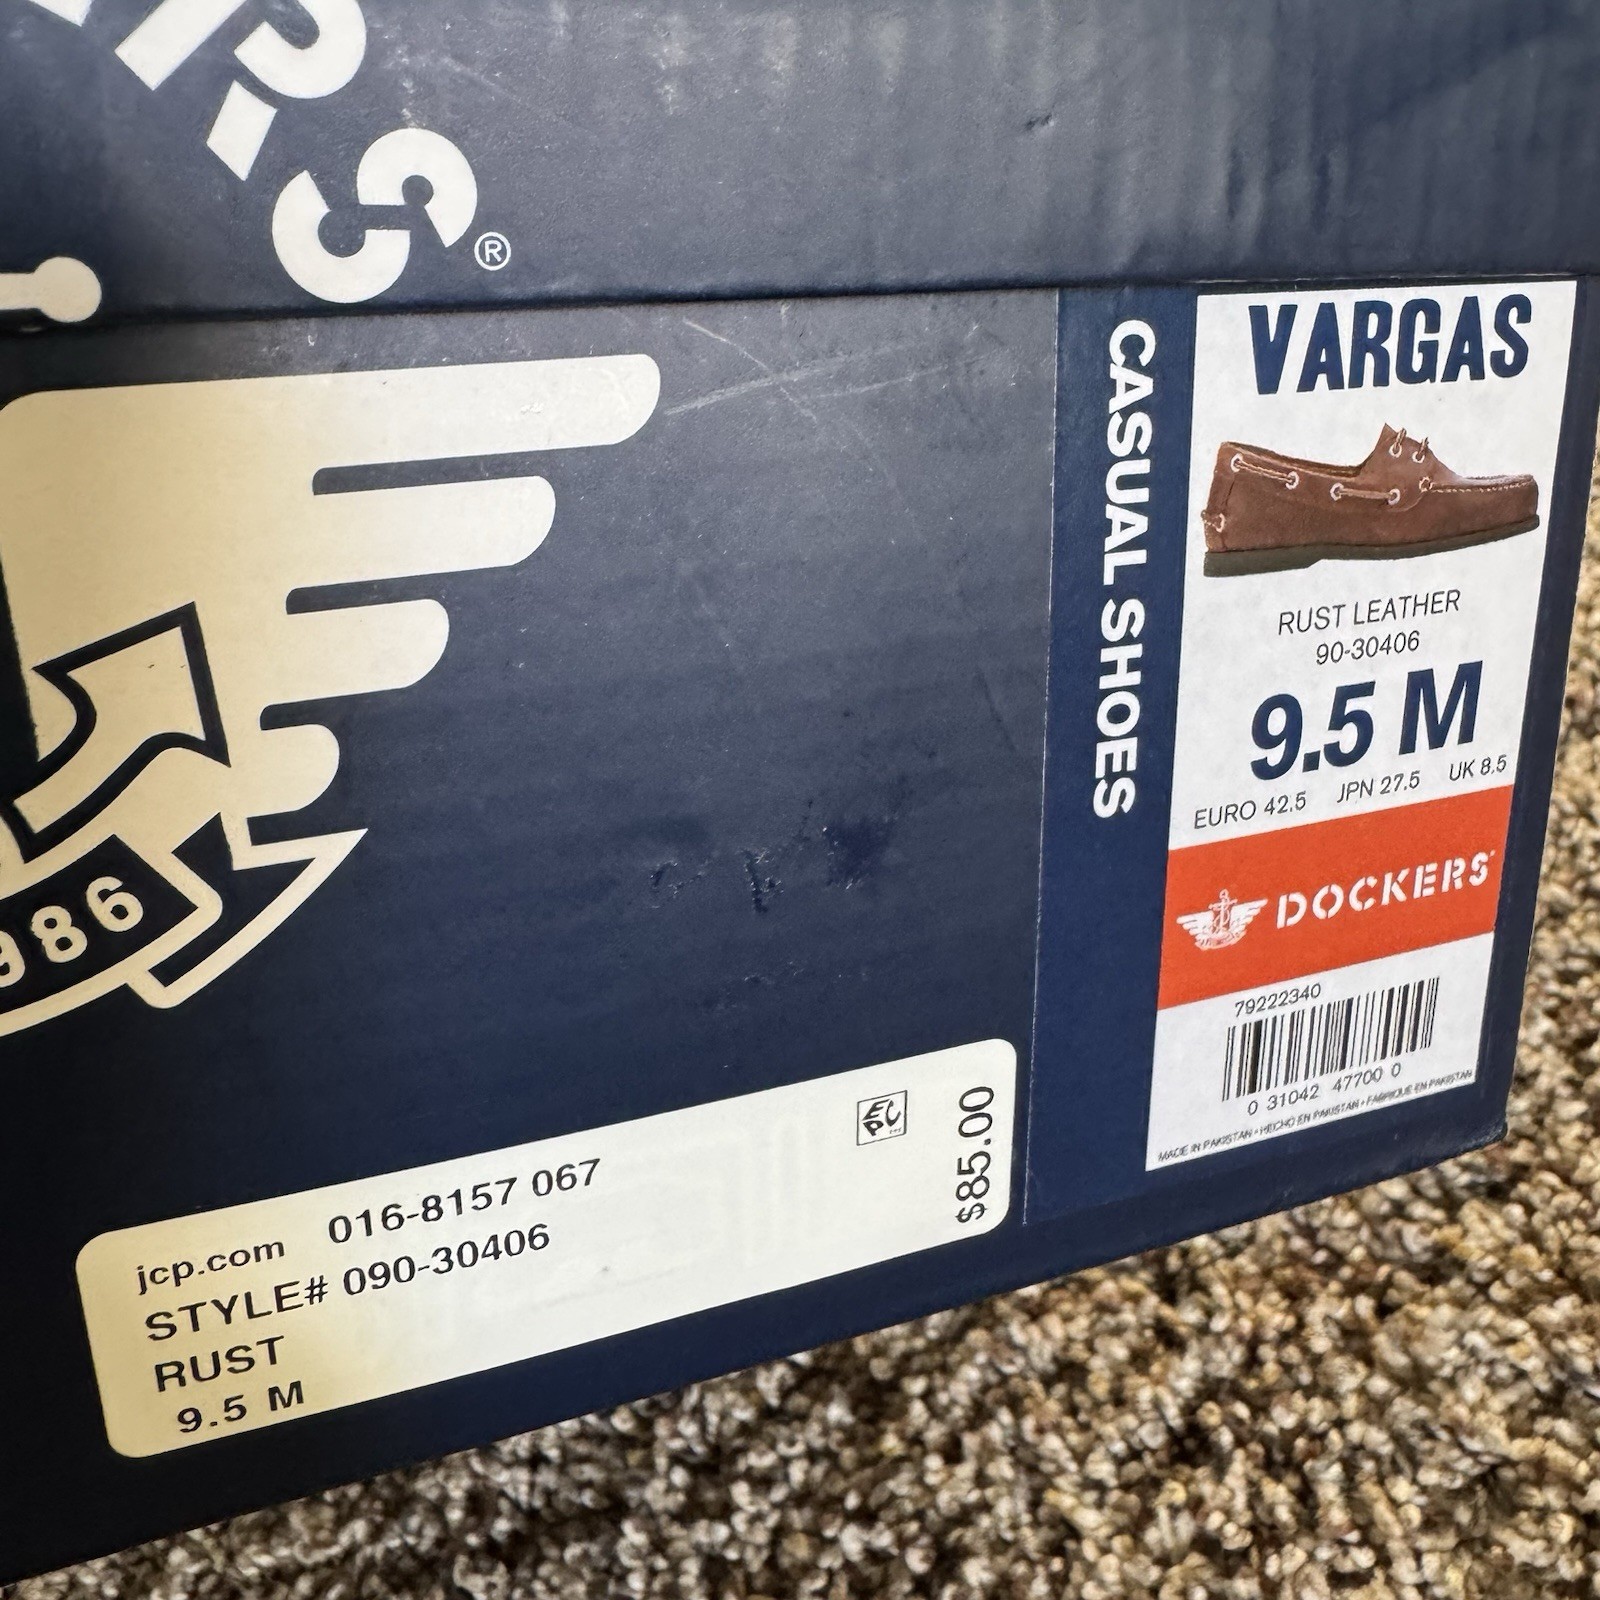 RS®
986
CASUAL SHOES
VARGAS
RUST LEATHER
90-30406
9.5 M
EURO 42.5 JPN 27.5 UK 8.5
DOCKERS
79222340
0 31042 47700 0
MADE IN PAKISTAN • HECHO EN PAKISTAN • FABRIQUE EN PAKISTAN
EPC
$85.00
jcp.com 016-8157 067
STYLE# 090-30406
RUST
9.5 M